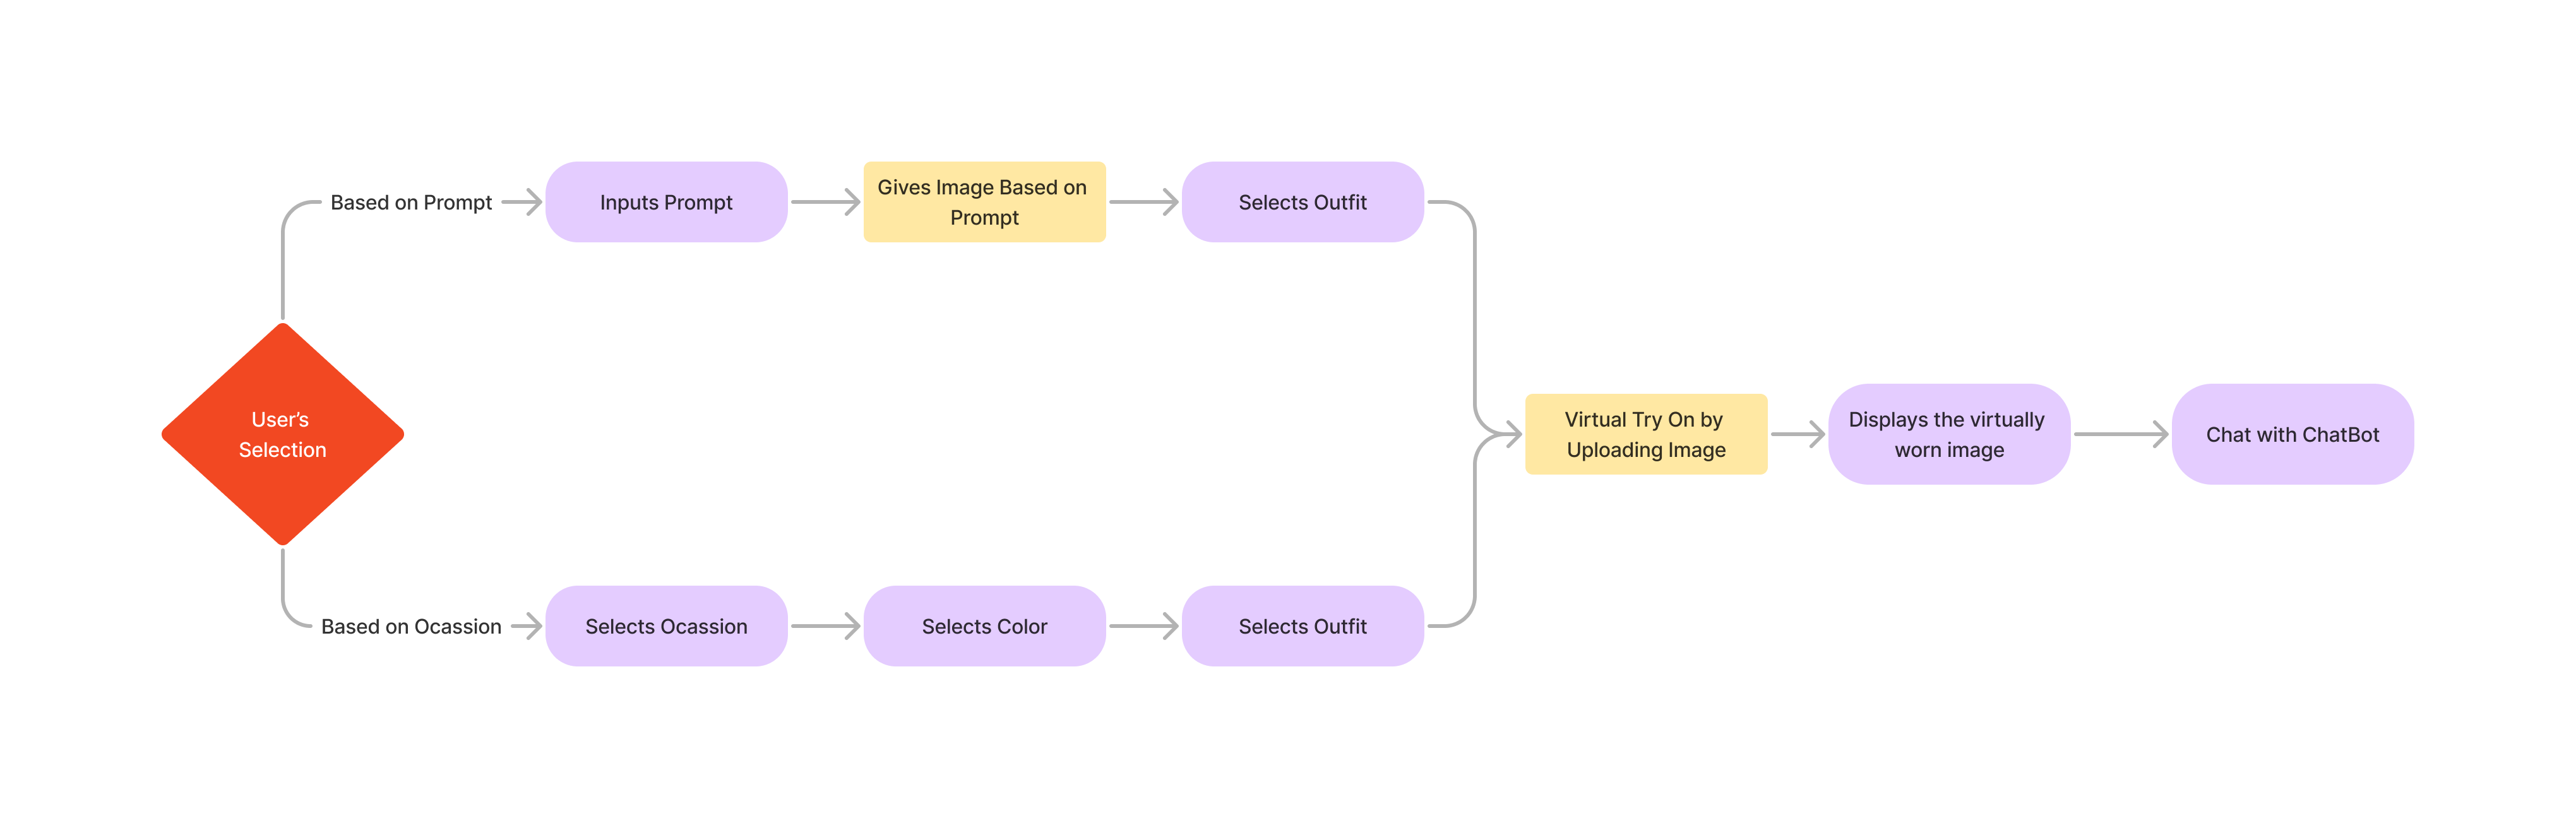 Based on Prompt
Inputs Prompt
Gives Image Based on
Prompt
Selects Outfit
User’s
Selection
Virtual Try On by
Uploading Image
Displays the virtually
worn image
Chat with ChatBot
Based on Ocassion
Selects Ocassion
Selects Color
Selects Outfit